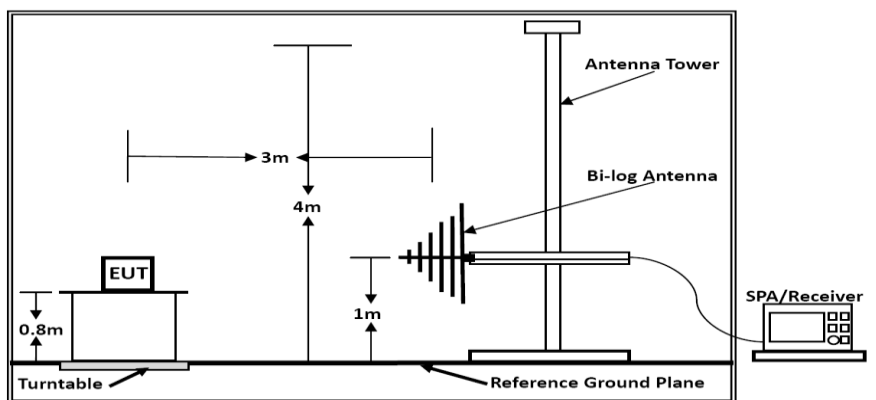 Antenna Tower
3m
Bi-log Antenna
4m
EUT
SPA/Receiver
0.8m
1m
Turntable
Reference Ground Plane